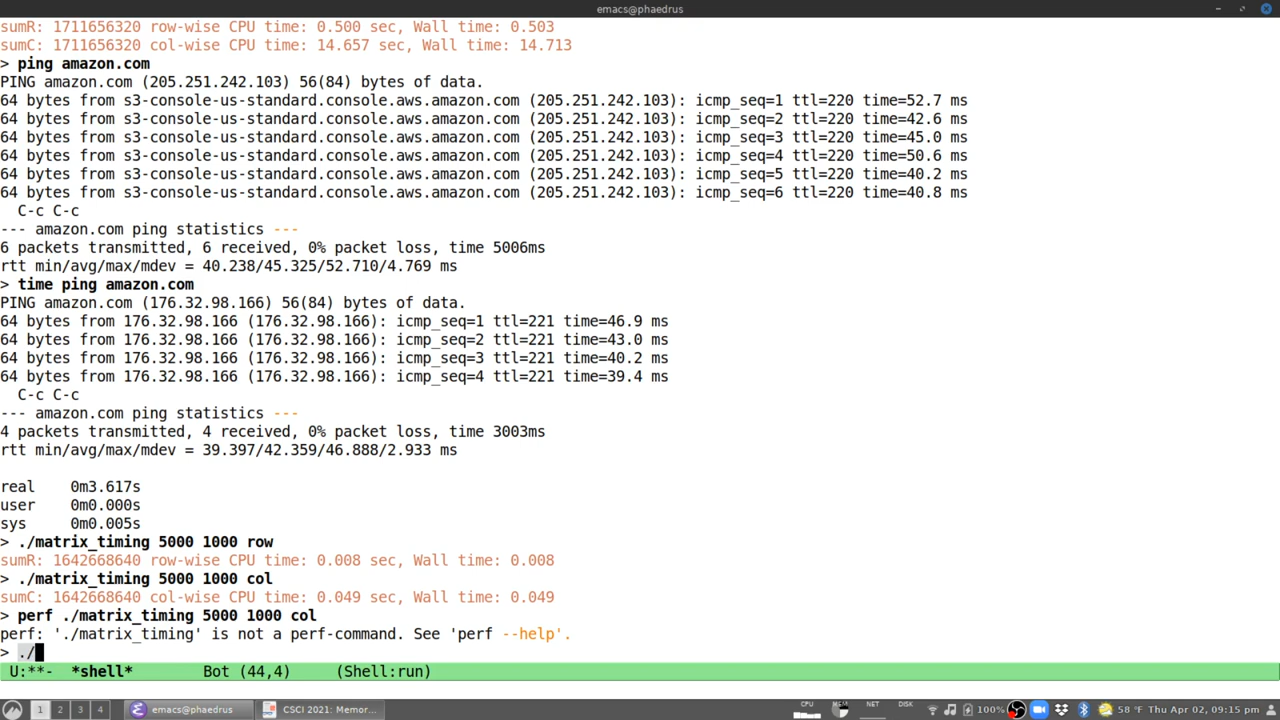 emacs@phaedrus
sumR: 1711656320 row-wise CPU time: 0.500 sec, Wall time: 0.503
sumC: 1711656320 col-wise CPU time: 14.657 sec, Wall time: 14.713
> ping amazon.com
PING amazon.com (205.251.242.103) 56(84) bytes of data.
64 bytes from s3-console-us-standard.console.aws.amazon.com (205.251.242.103): icmp_seq=1 ttl=220 time=52.7 ms
64 bytes from s3-console-us-standard.console.aws.amazon.com (205.251.242.103): icmp_seq=2 ttl=220 time=42.6 ms
64 bytes from s3-console-us-standard.console.aws.amazon.com (205.251.242.103): icmp_seq=3 ttl=220 time=45.0 ms
64 bytes from s3-console-us-standard.console.aws.amazon.com (205.251.242.103): icmp_seq=4 ttl=220 time=50.6 ms
64 bytes from s3-console-us-standard.console.aws.amazon.com (205.251.242.103): icmp_seq=5 ttl=220 time=40.2 ms
64 bytes from s3-console-us-standard.console.aws.amazon.com (205.251.242.103): icmp_seq=6 ttl=220 time=40.8 ms
C-c C-c
--- amazon.com ping statistics ---
6 packets transmitted, 6 received, 0% packet loss, time 5006ms
rtt min/avg/max/mdev = 40.238/45.325/52.710/4.769 ms
> time ping amazon.com
PING amazon.com (176.32.98.166) 56(84) bytes of data.
64 bytes from 176.32.98.166 (176.32.98.166): icmp_seq=1 ttl=221 time=46.9 ms
64 bytes from 176.32.98.166 (176.32.98.166): icmp_seq=2 ttl=221 time=43.0 ms
64 bytes from 176.32.98.166 (176.32.98.166): icmp_seq=3 ttl=221 time=40.2 ms
64 bytes from 176.32.98.166 (176.32.98.166): icmp_seq=4 ttl=221 time=39.4 ms
C-c C-c
--- amazon.com ping statistics ---
4 packets transmitted, 4 received, 0% packet loss, time 3003ms
rtt min/avg/max/mdev = 39.397/42.359/46.888/2.933 ms
real 0m3.617s
user 0m0.000s
sys 0m0.005s
> ./matrix_timing 5000 1000 row
sumR: 1642668640 row-wise CPU time: 0.008 sec, Wall time: 0.008
> ./matrix_timing 5000 1000 col
sumC: 1642668640 col-wise CPU time: 0.049 sec, Wall time: 0.049
> perf ./matrix_timing 5000 1000 col
perf: './matrix_timing' is not a perf-command. See 'perf --help'.
> ./
U:**- *shell* Bot (44,4) (Shell:run)
1 2 3 4 emacs@phaedrus CSCI 2021: Memor... CPU MEM NET DISK 100% 58 °F Thu Apr 02, 09:15 pm